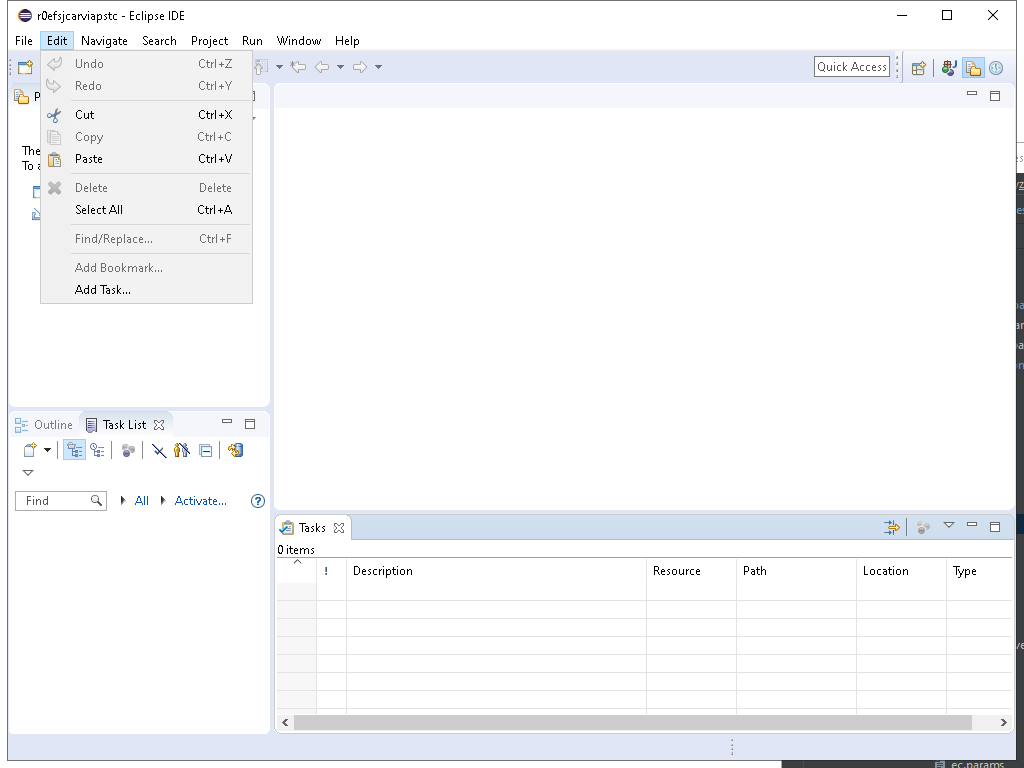 r0efsjcarviapstc - Eclipse IDE
File Edit Navigate Search Project Run Window Help
Undo Ctrl+Z
Quick Access
Redo Ctrl+Y
P
Cut Ctrl+X
Copy Ctrl+C
The
Paste Ctrl+V
To a
Delete Delete
Select All Ctrl+A
Find/Replace... Ctrl+F
Add Bookmark...
Add Task...
Outline Task List
Find All Activate...
Tasks
0 items
! Description Resource Path Location Type
ec.params